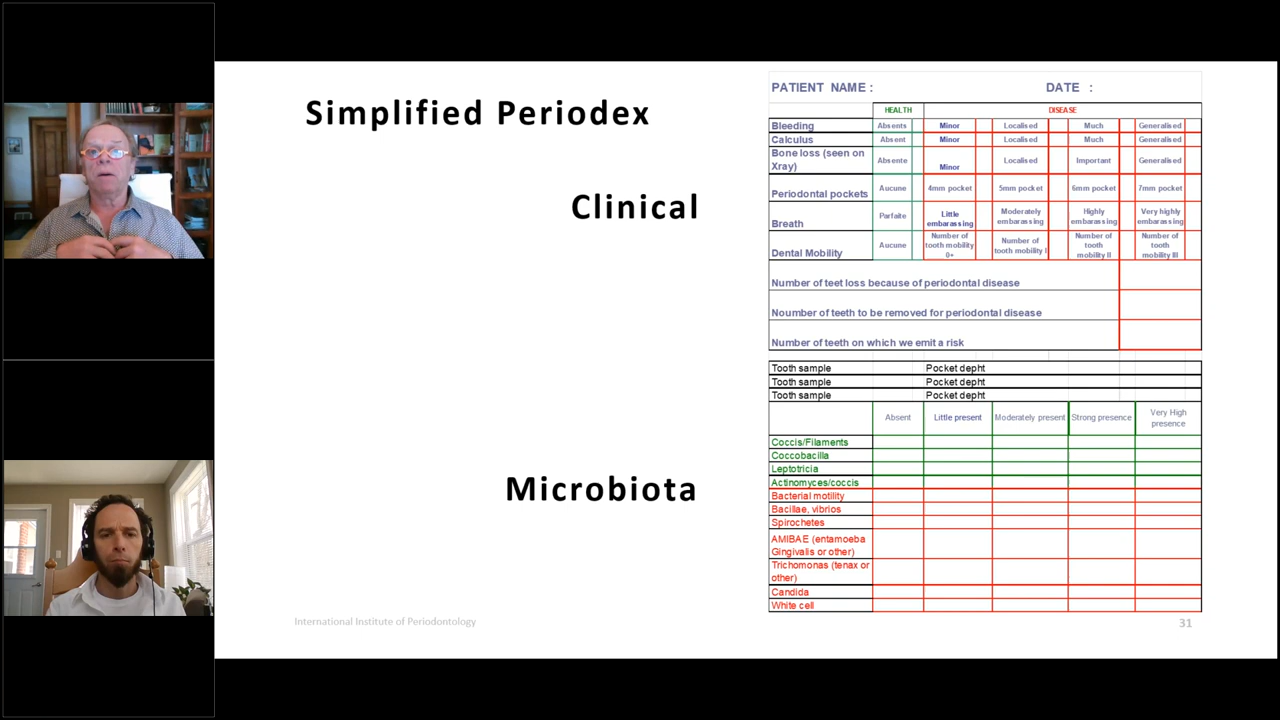 Simplified Periodex
Clinical
Microbiota
PATIENT NAME : DATE :
HEALTH DISEASE
Bleeding Absents Minor Localised Much Generalised
Calculus Absent Minor Localised Much Generalised
Bone loss (seen on
Xray) Absente Minor Localised Important Generalised
Periodontal pockets Aucune 4mm pocket 5mm pocket 6mm pocket 7mm pocket
Breath Parfaite Little embarassing Moderately embarassing Highly embarassing Very highly embarassing
Dental Mobility Aucune Number of tooth mobility 0+ Number of tooth mobility I Number of tooth mobility II Number of tooth mobility III
Number of teet loss because of periodontal disease
Noumber of teeth to be removed for periodontal disease
Number of teeth on which we emit a risk
Tooth sample Pocket depht
Tooth sample Pocket depht
Tooth sample Pocket depht
Absent Little present Moderately present Strong presence Very High presence
Coccis/Filaments
Coccobacilla
Leptotricia
Actinomyces/coccis
Bacterial motility
Bacillae, vibrios
Spirochetes
AMIBAE (entamoeba
Gingivalis or other)
Trichomonas (tenax or
other)
Candida
White cell
International Institute of Periodontology 31